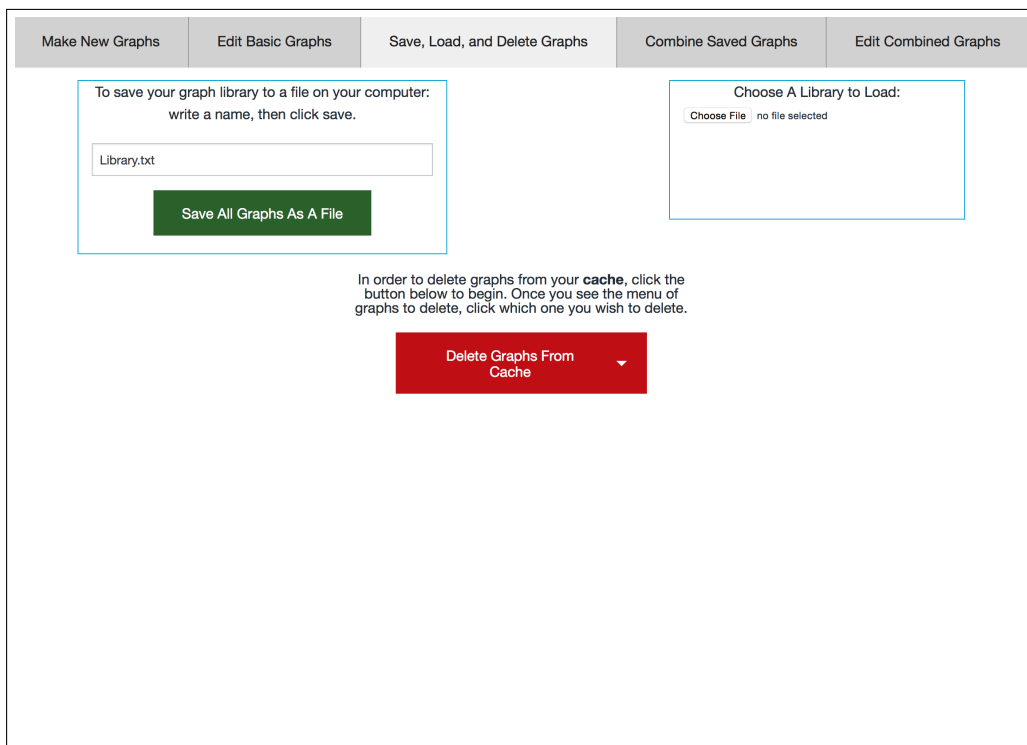 Make New Graphs
Edit Basic Graphs
Save, Load, and Delete Graphs
Combine Saved Graphs
Edit Combined Graphs
To save your graph library to a file on your computer:
write a name, then click save.
Library.txt
Save All Graphs As A File
Choose A Library to Load:
Choose File no file selected
In order to delete graphs from your cache, click the
button below to begin. Once you see the menu of
graphs to delete, click which one you wish to delete.
Delete Graphs From
Cache